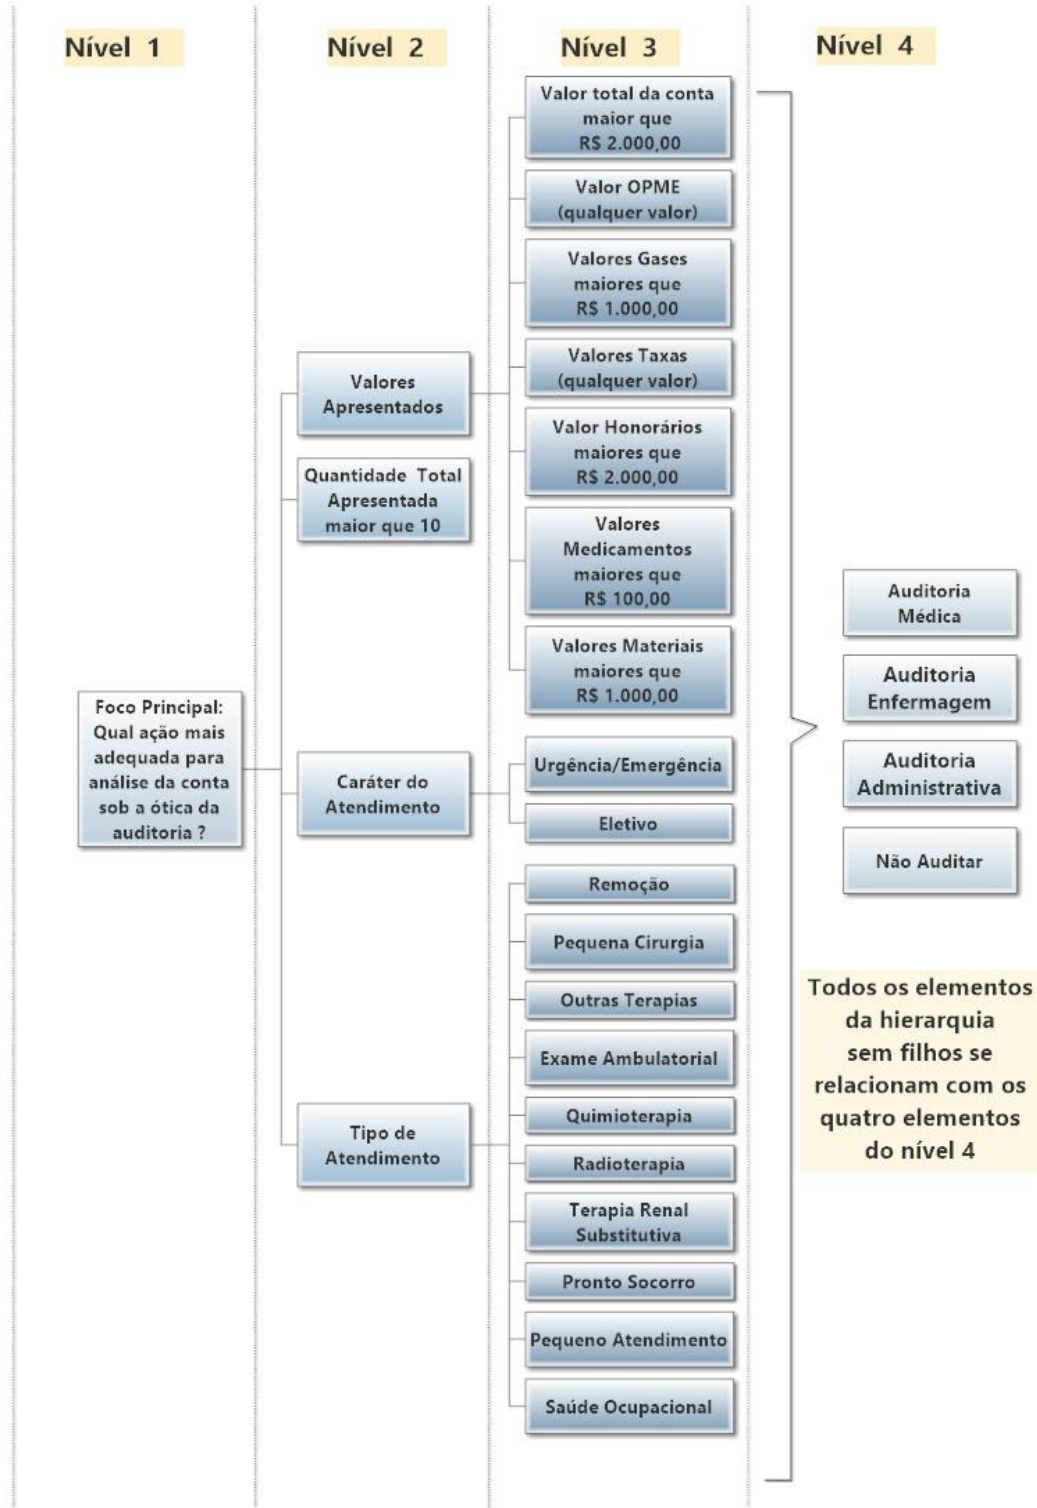 Nível 1
Nível 2
Nível 3
Nível 4
Foco Principal:
Qual ação mais
adequada para
análise da conta
sob a ótica da
auditoria ?
Valores
Apresentados
Quantidade Total
Apresentada
maior que 10
Caráter do
Atendimento
Tipo de
Atendimento
Valor total da conta
maior que
R$ 2.000,00
Valor OPME
(qualquer valor)
Valores Gases
maiores que
R$ 1.000,00
Valores Taxas
(qualquer valor)
Valor Honorários
maiores que
R$ 2.000,00
Valores
Medicamentos
maiores que
R$ 100,00
Valores Materiais
maiores que
R$ 1.000,00
Urgência/Emergência
Eletivo
Remoção
Pequena Cirurgia
Outras Terapias
Exame Ambulatorial
Quimioterapia
Radioterapia
Terapia Renal
Substitutiva
Pronto Socorro
Pequeno Atendimento
Saúde Ocupacional
Auditoria
Médica
Auditoria
Enfermagem
Auditoria
Administrativa
Não Auditar
Todos os elementos
da hierarquia
sem filhos se
relacionam com os
quatro elementos
do nível 4